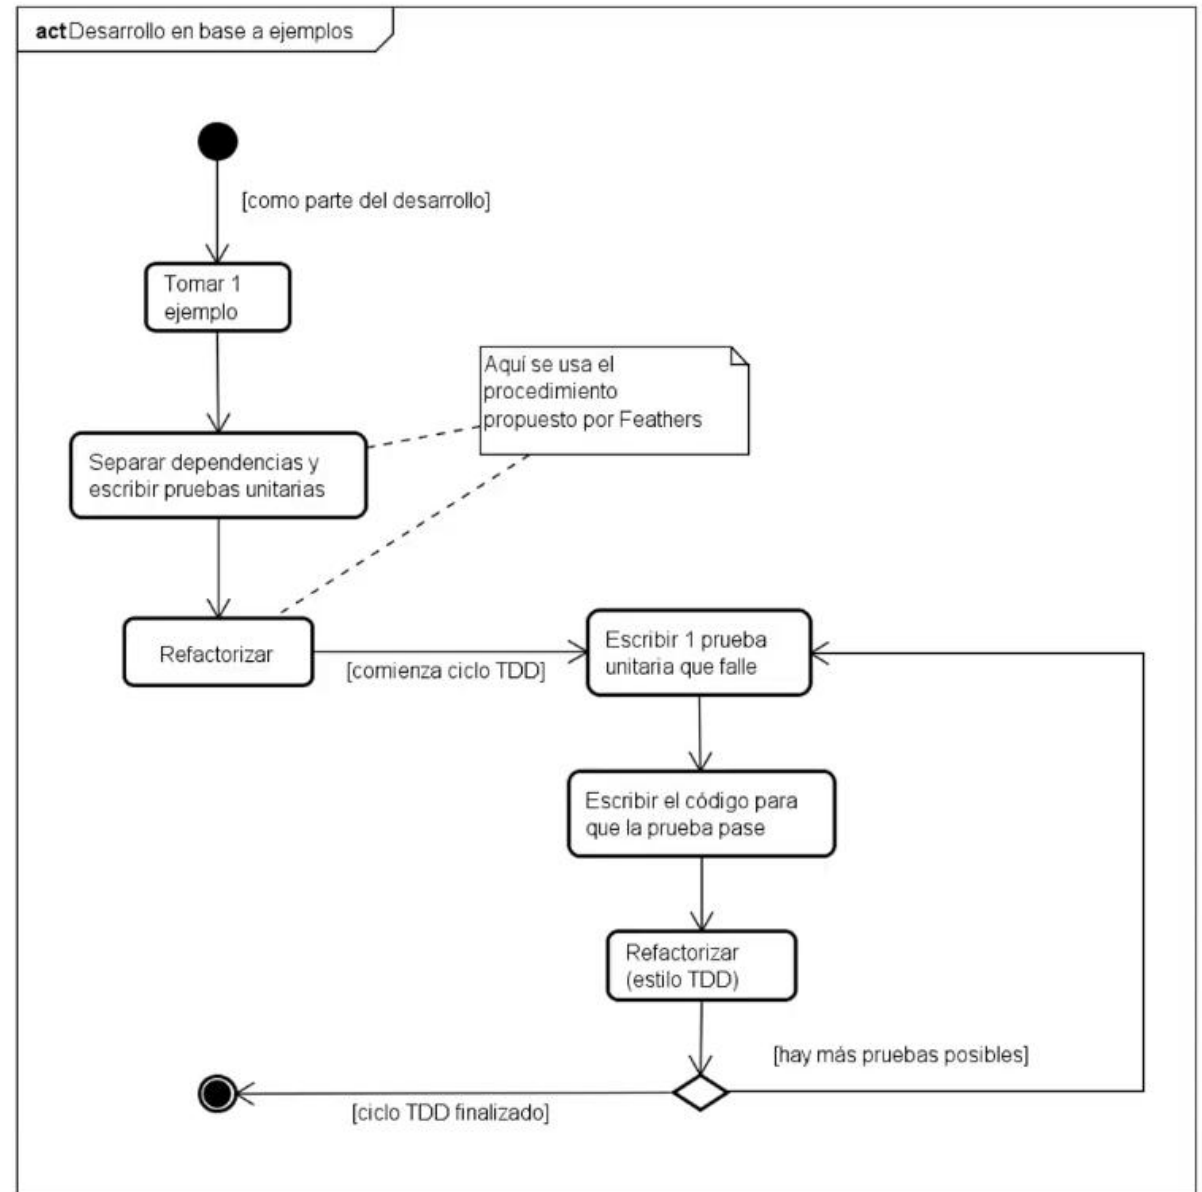 act Desarrollo en base a ejemplos
[como parte del desarrollo]
Tomar 1
ejemplo
Aquí se usa el
procedimiento
propuesto por Feathers
Separar dependencias y
escribir pruebas unitarias
Refactorizar
[comienza ciclo TDD]
Escribir 1 prueba
unitaria que falle
Escribir el código para
que la prueba pase
Refactorizar
(estilo TDD)
[hay más pruebas posibles]
[ciclo TDD finalizado]